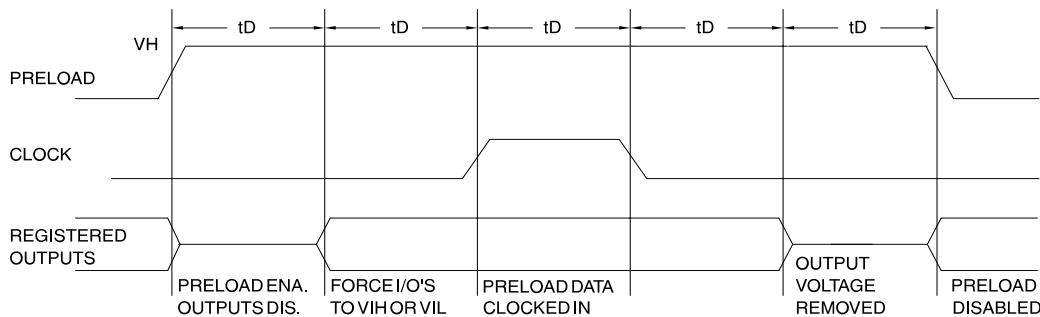 tD tD tD tD tD
VH
PRELOAD
CLOCK
REGISTERED
OUTPUTS
PRELOAD ENA.
OUTPUTS DIS.
FORCE I/O'S
TO VIH OR VIL
PRELOAD DATA
CLOCKED IN
OUTPUT
VOLTAGE
REMOVED
PRELOAD
DISABLED